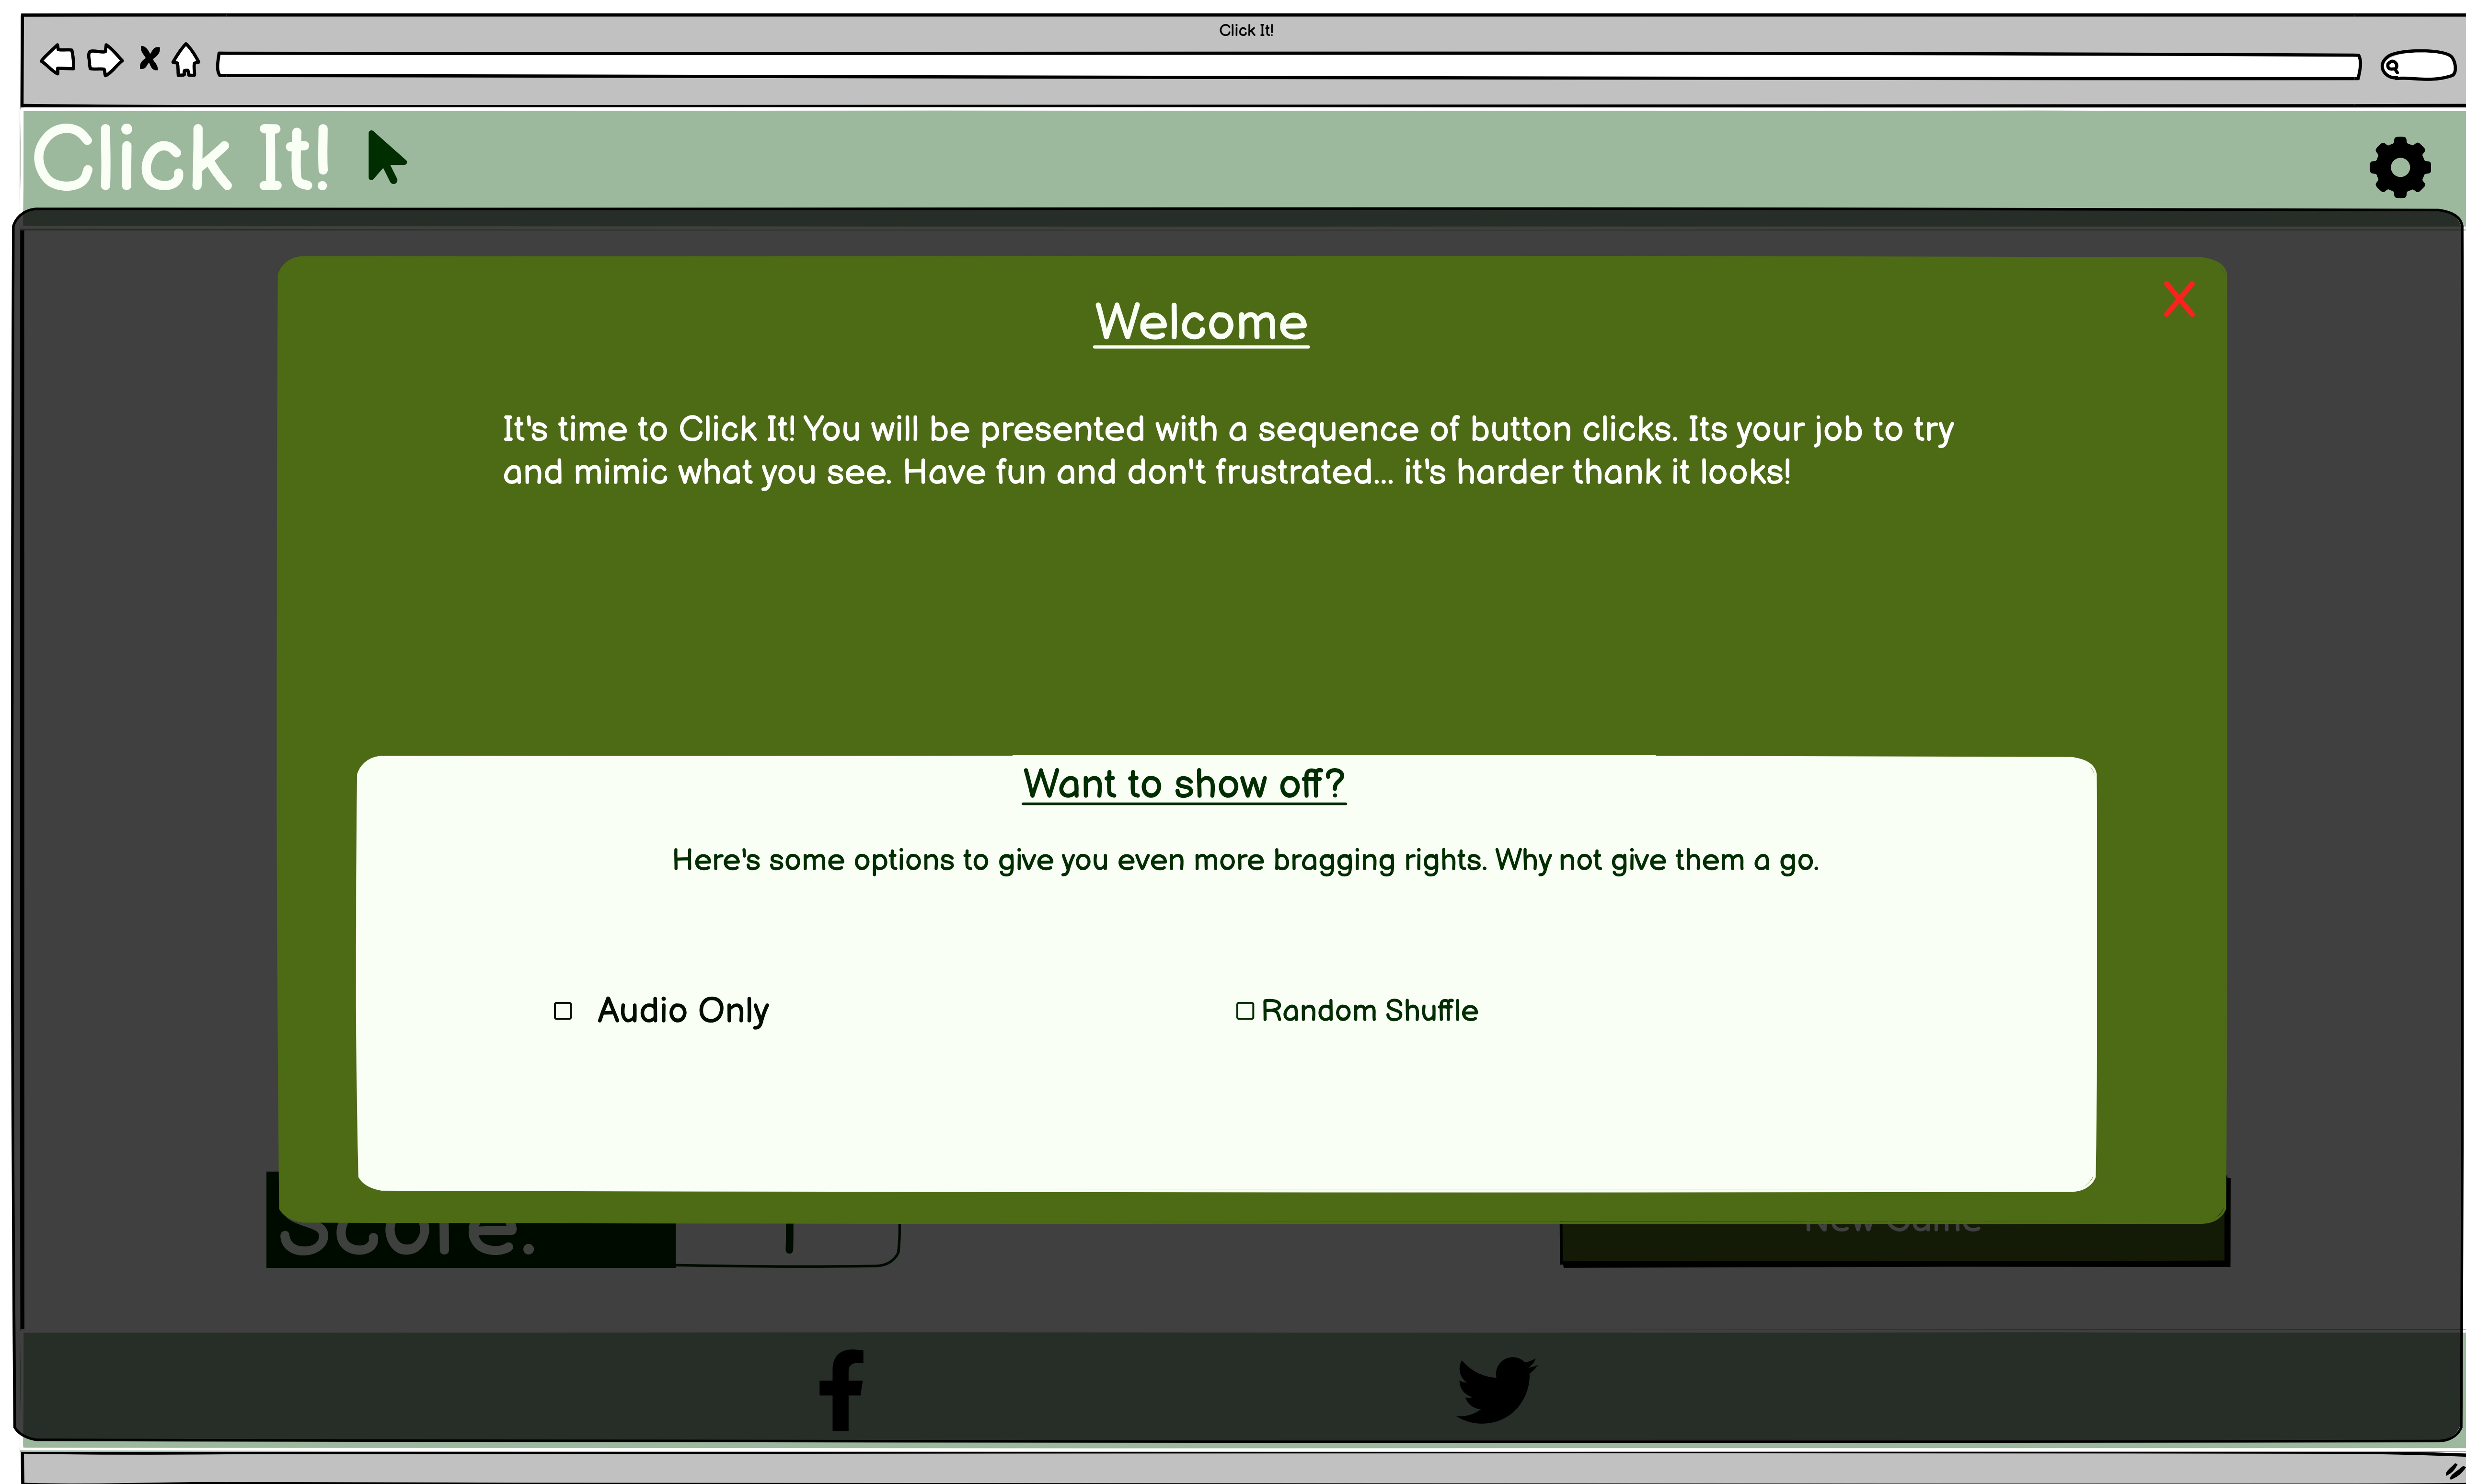 Click It!
Click It!
Welcome
It's time to Click It! You will be presented with a sequence of button clicks. Its your job to try
and mimic what you see. Have fun and don't frustrated... it's harder thank it looks!
Want to show off?
Here's some options to give you even more bragging rights. Why not give them a go.
Audio Only
Random Shuffle
Score:
New Game